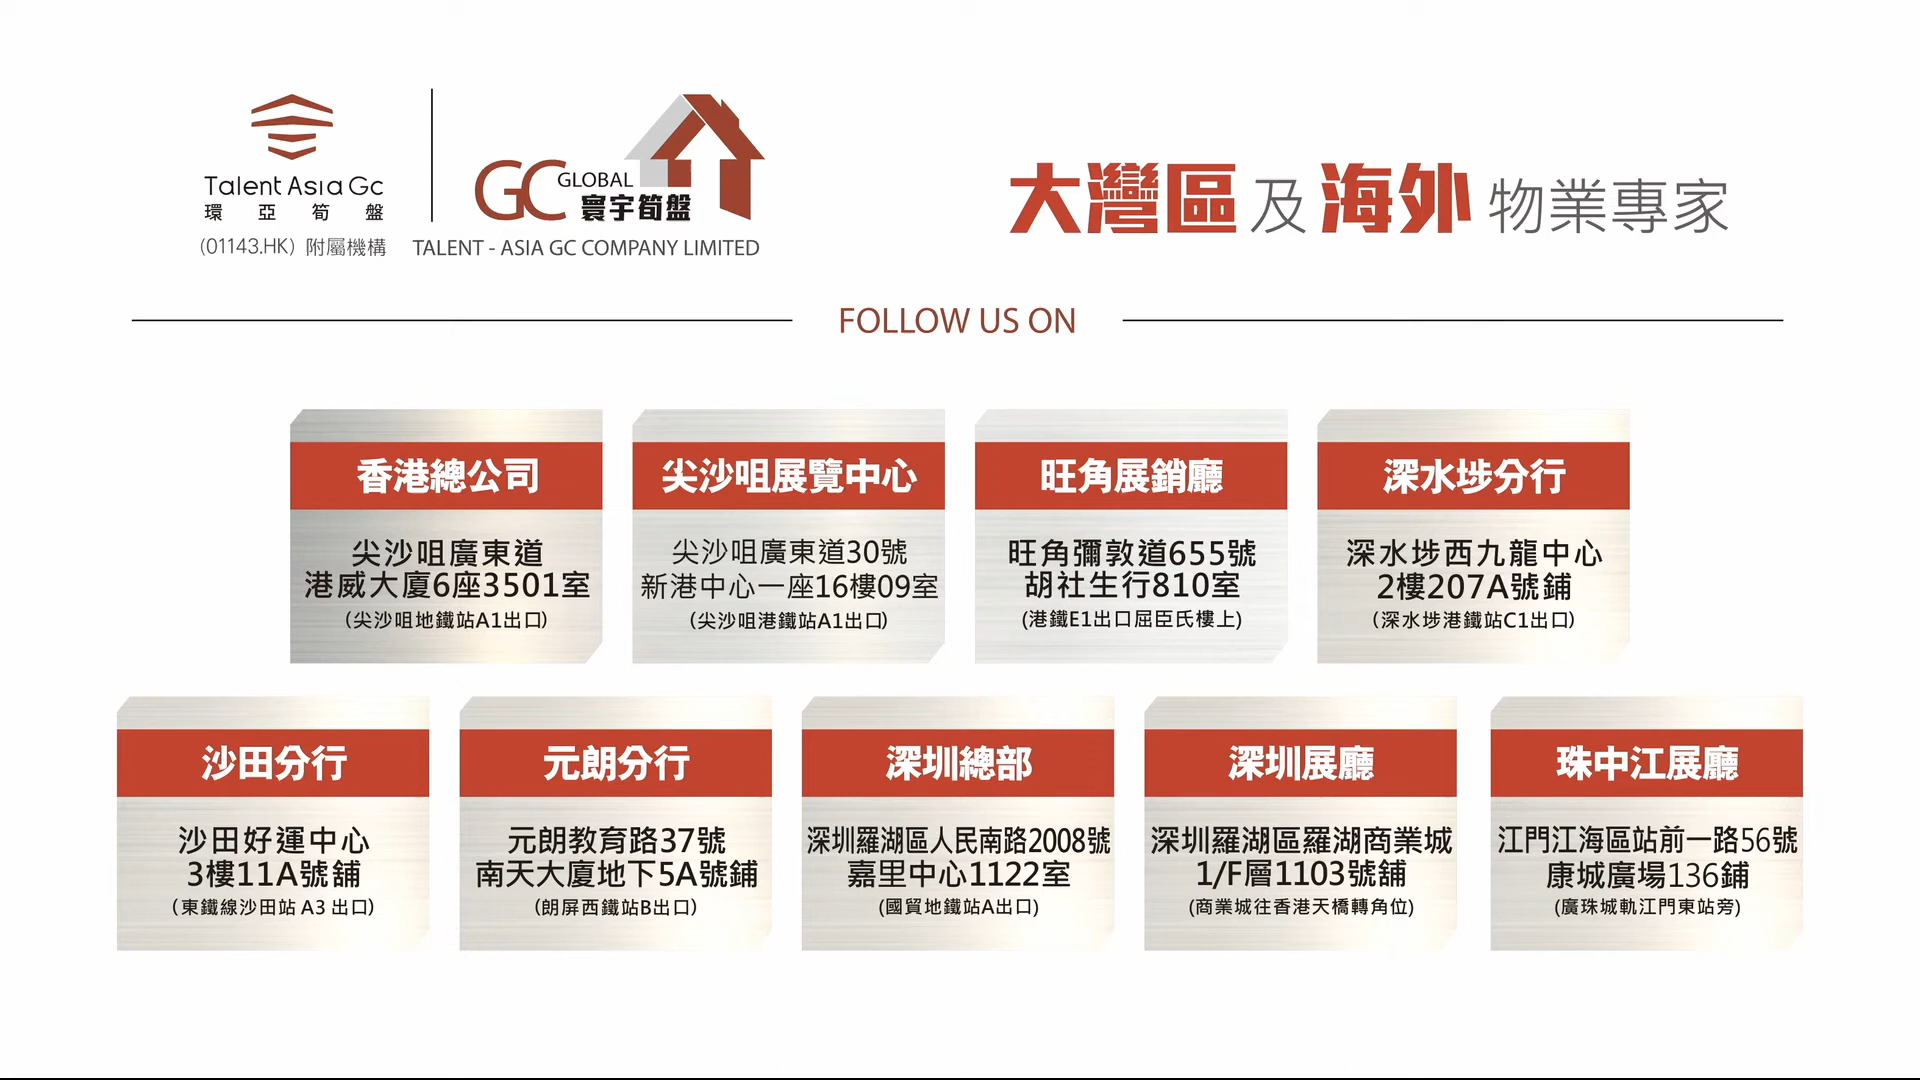 Talent Asia Gc
環亞筍盤
(01143.HK) 附屬機構
GC GLOBAL
寰宇筍盤
TALENT - ASIA GC COMPANY LIMITED
大灣區及海外物業專家
FOLLOW US ON
香港總公司
尖沙咀廣東道
港威大廈6座3501室
(尖沙咀地鐵站A1出口)
尖沙咀展覽中心
尖沙咀廣東道30號
新港中心一座16樓09室
(尖沙咀港鐵站A1出口)
旺角展銷廳
旺角彌敦道655號
胡社生行810室
(港鐵E1出口屈臣氏樓上)
深水埗分行
深水埗西九龍中心
2樓207A號鋪
(深水埗港鐵站C1出口)
沙田分行
沙田好運中心
3樓11A號舖
(東鐵線沙田站 A3 出口)
元朗分行
元朗教育路37號
南天大廈地下5A號鋪
(朗屏西鐵站B出口)
深圳總部
深圳羅湖區人民南路2008號
嘉里中心1122室
(國貿地鐵站A出口)
深圳展廳
深圳羅湖區羅湖商業城
1/F層1103號舖
(商業城往香港天橋轉角位)
珠中江展廳
江門江海區站前一路56號
康城廣場136鋪
(廣珠城軌江門東站旁)